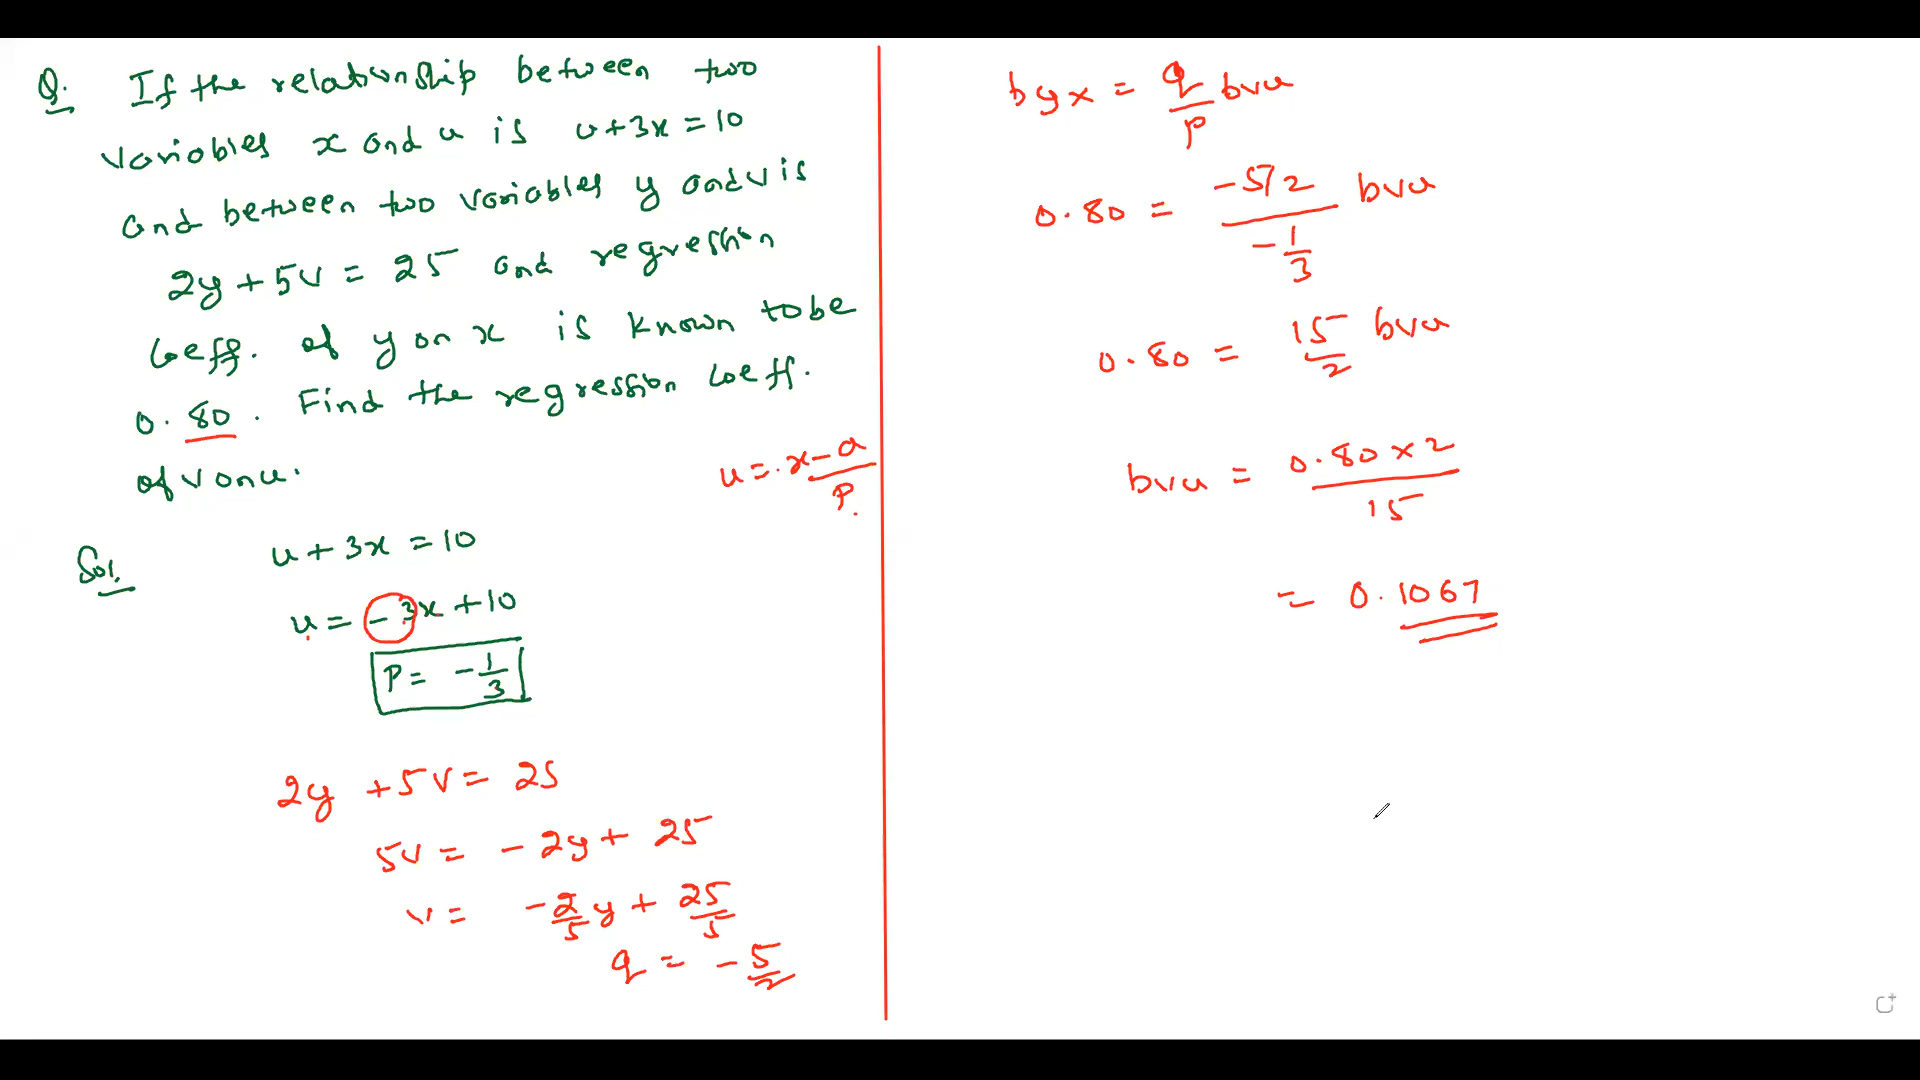 Q. If the relationship between two
variables x and u is u+3x=10
and between two variables y and v is
2y+5v = 25 and regression
Coeff. of y on x is known to be
0.80. Find the regression Coeff.
of v on u.
u = x-a/p
Sol. u + 3x = 10
u = -3x +10
P = -1/3
2y +5v = 25
5v = -2y + 25
v = -2/5 y + 25/5
q = -5/2
byx = q/p bvu
0.80 = -5/2 / -1/3 bvu
0.80 = 15/2 bvu
bvu = 0.80 x 2 / 15
= 0.1067